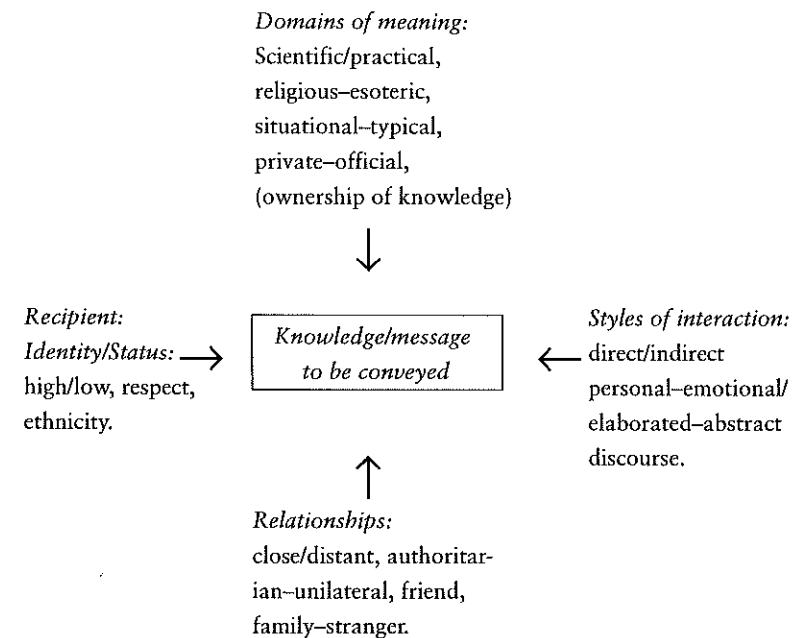 Domains of meaning:
Scientific/practical,
religious–esoteric,
situational–typical,
private–official,
(ownership of knowledge)
Recipient:
Identity/Status:
high/low, respect,
ethnicity.
Knowledge/message
to be conveyed
Styles of interaction:
direct/indirect
personal–emotional/
elaborated–abstract
discourse.
Relationships:
close/distant, authoritar-
ian–unilateral, friend,
family–stranger.